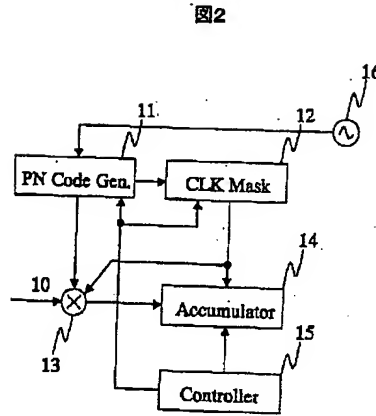 図2
16
11
12
PN Code Gen.
CLK Mask
14
10
Accumulator
13
15
Controller